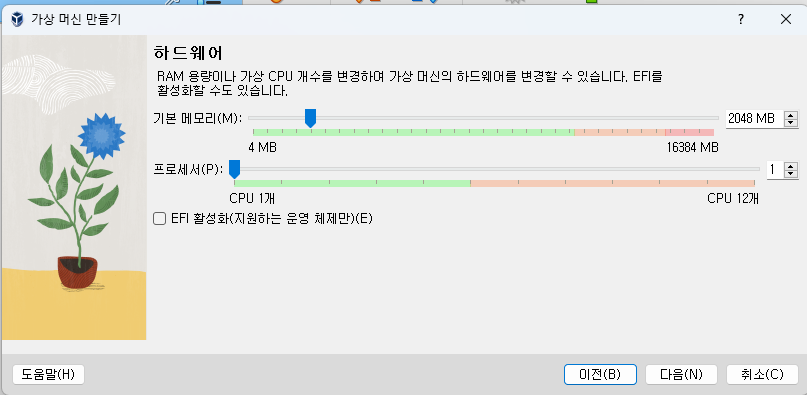 가상 머신 만들기
?
하드웨어
RAM 용량이나 가상 CPU 개수를 변경하여 가상 머신의 하드웨어를 변경할 수 있습니다. EFI를
활성화할 수도 있습니다.
기본 메모리(M):
2048 MB
4 MB
16384 MB
프로세서(P):
1
CPU 1개
CPU 12개
EFI 활성화(지원하는 운영 체제만)(E)
도움말(H)
이전(B)
다음(N)
취소(C)